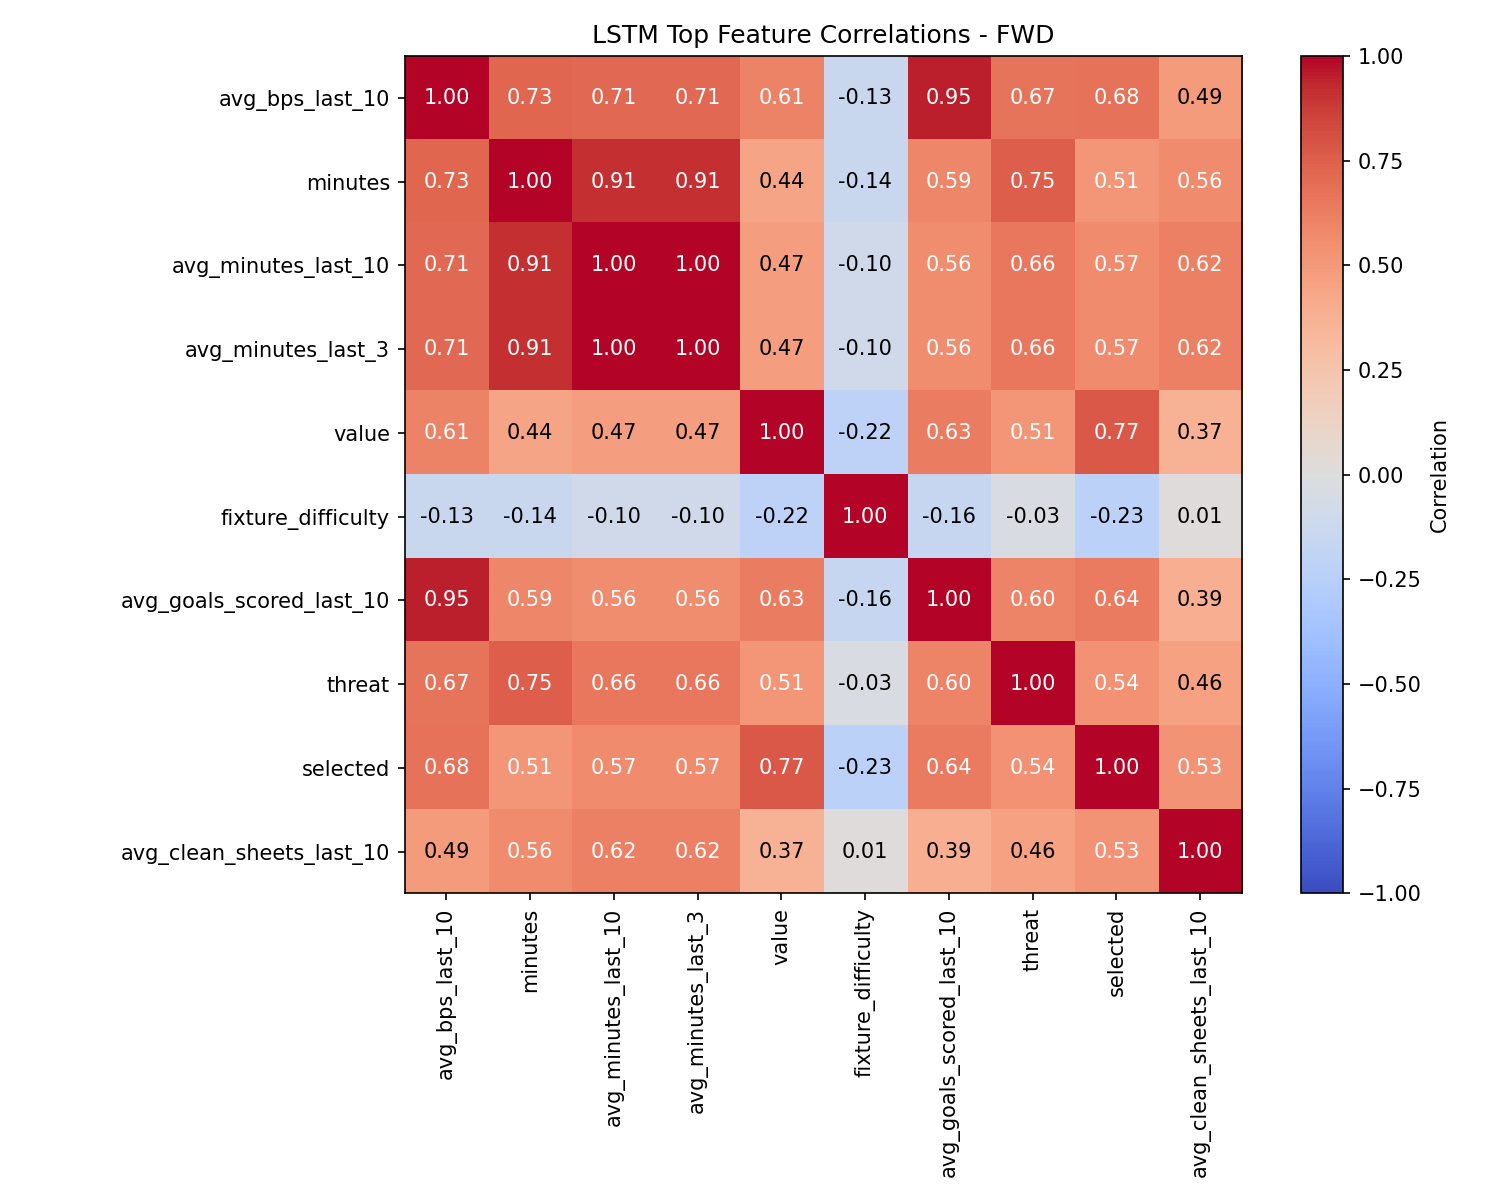 LSTM Top Feature Correlations - FWD
avg_bps_last_10 1.00 0.73 0.71 0.71 0.61 -0.13 0.95 0.67 0.68 0.49
minutes 0.73 1.00 0.91 0.91 0.44 -0.14 0.59 0.75 0.51 0.56
avg_minutes_last_10 0.71 0.91 1.00 1.00 0.47 -0.10 0.56 0.66 0.57 0.62
avg_minutes_last_3 0.71 0.91 1.00 1.00 0.47 -0.10 0.56 0.66 0.57 0.62
value 0.61 0.44 0.47 0.47 1.00 -0.22 0.63 0.51 0.77 0.37
fixture_difficulty -0.13 -0.14 -0.10 -0.10 -0.22 1.00 -0.16 -0.03 -0.23 0.01
avg_goals_scored_last_10 0.95 0.59 0.56 0.56 0.63 -0.16 1.00 0.60 0.64 0.39
threat 0.67 0.75 0.66 0.66 0.51 -0.03 0.60 1.00 0.54 0.46
selected 0.68 0.51 0.57 0.57 0.77 -0.23 0.64 0.54 1.00 0.53
avg_clean_sheets_last_10 0.49 0.56 0.62 0.62 0.37 0.01 0.39 0.46 0.53 1.00
avg_bps_last_10
minutes
avg_minutes_last_10
avg_minutes_last_3
value
fixture_difficulty
avg_goals_scored_last_10
threat
selected
avg_clean_sheets_last_10
1.00
0.75
0.50
0.25
0.00
−0.25
−0.50
−0.75
−1.00
Correlation